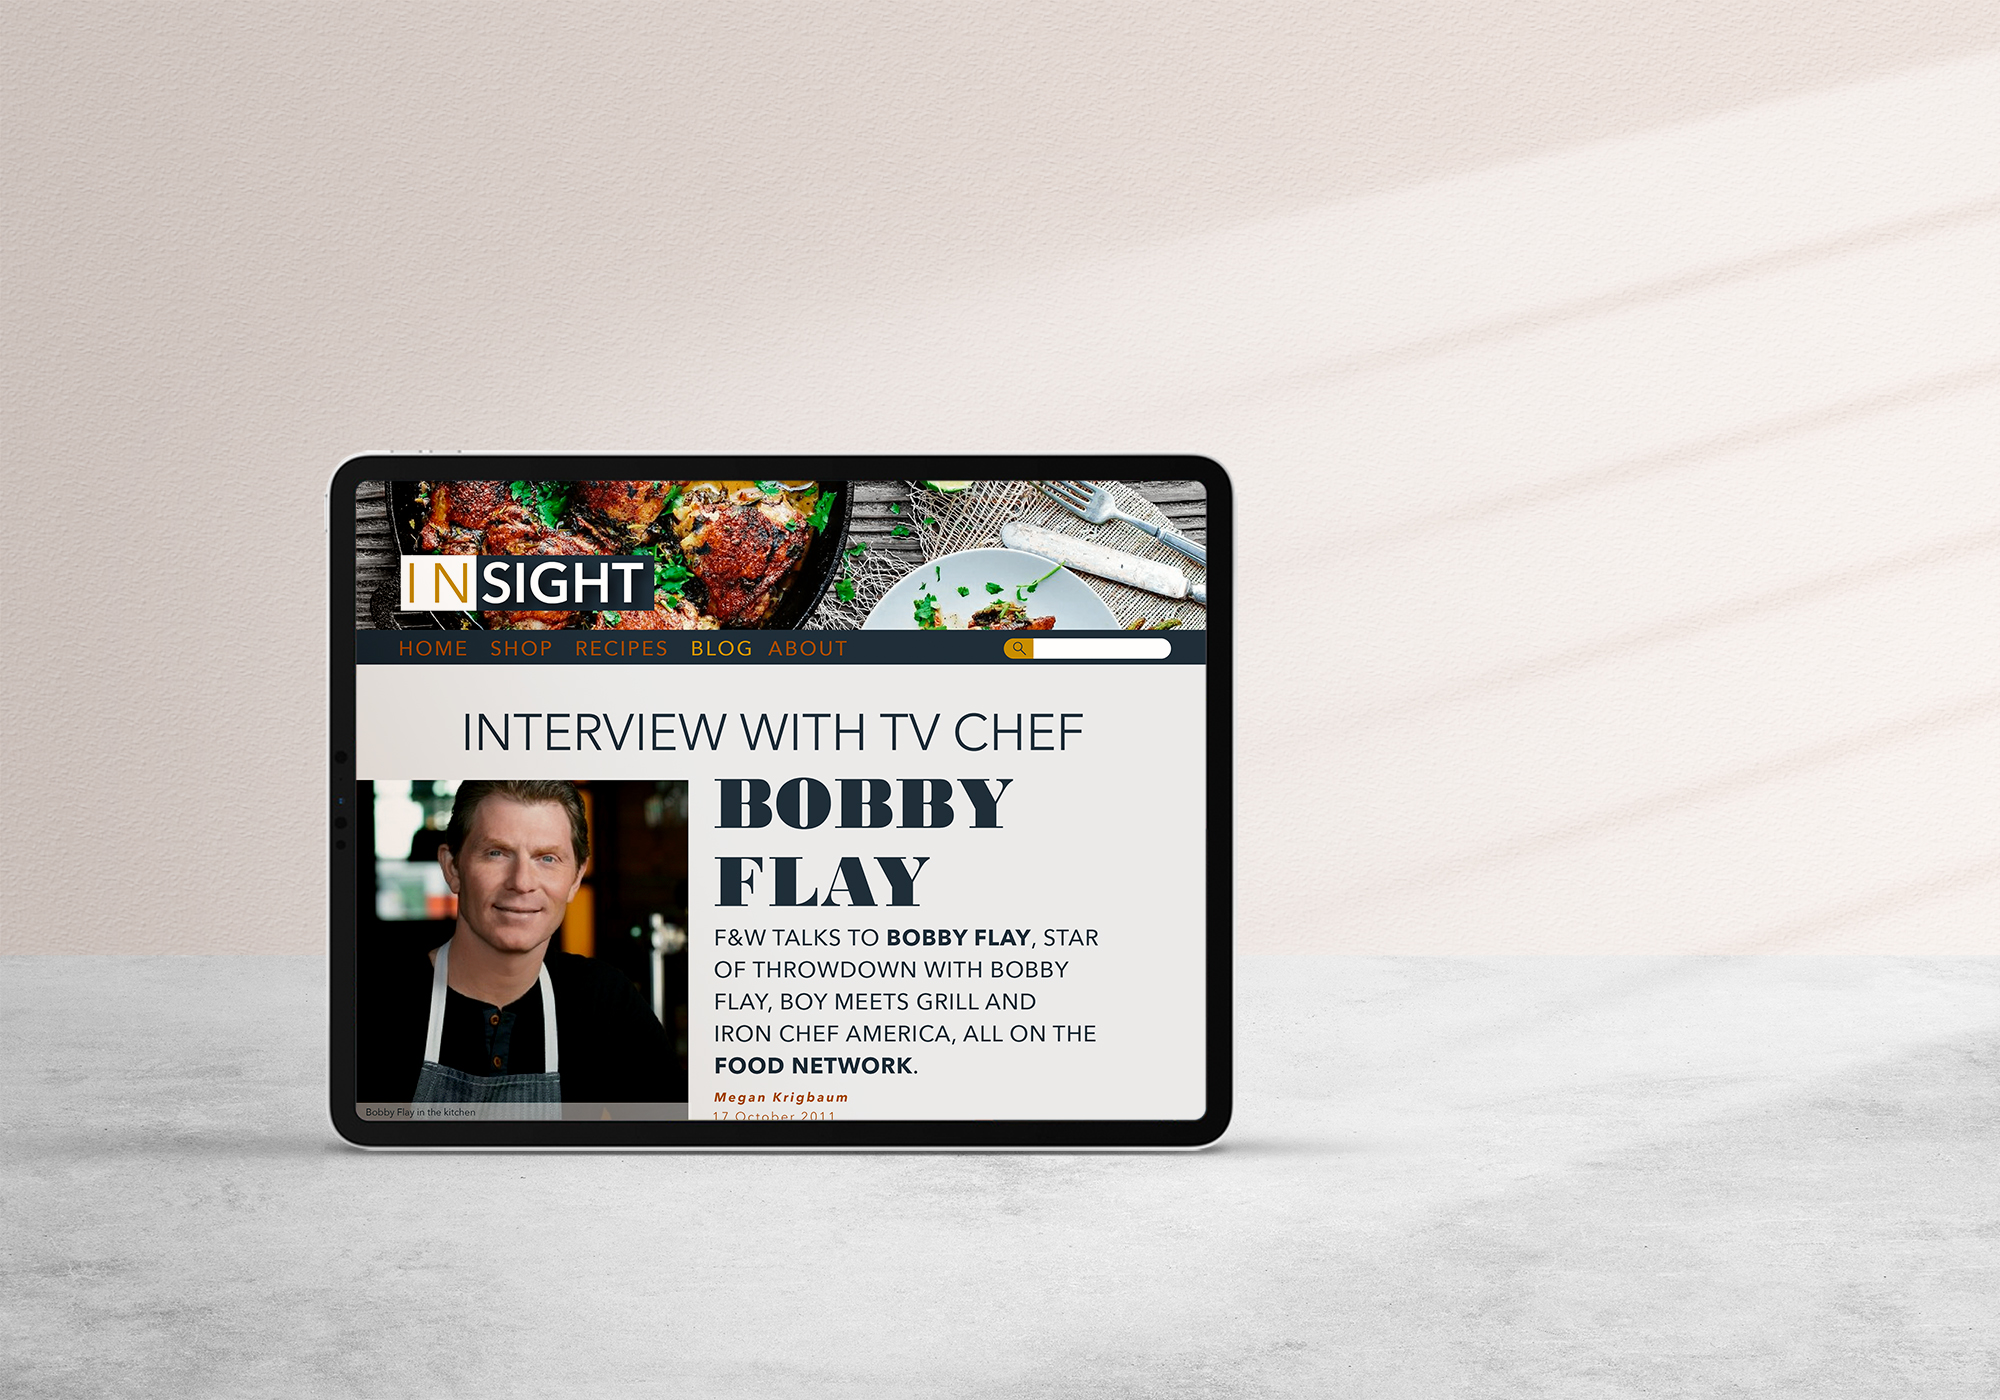 INSIGHT
HOME SHOP RECIPES BLOG ABOUT
INTERVIEW WITH TV CHEF
BOBBY
FLAY
F&W TALKS TO BOBBY FLAY, STAR
OF THROWDOWN WITH BOBBY
FLAY, BOY MEETS GRILL AND
IRON CHEF AMERICA, ALL ON THE
FOOD NETWORK.
Megan Krigbaum
17 October 2011
Bobby Flay in the kitchen